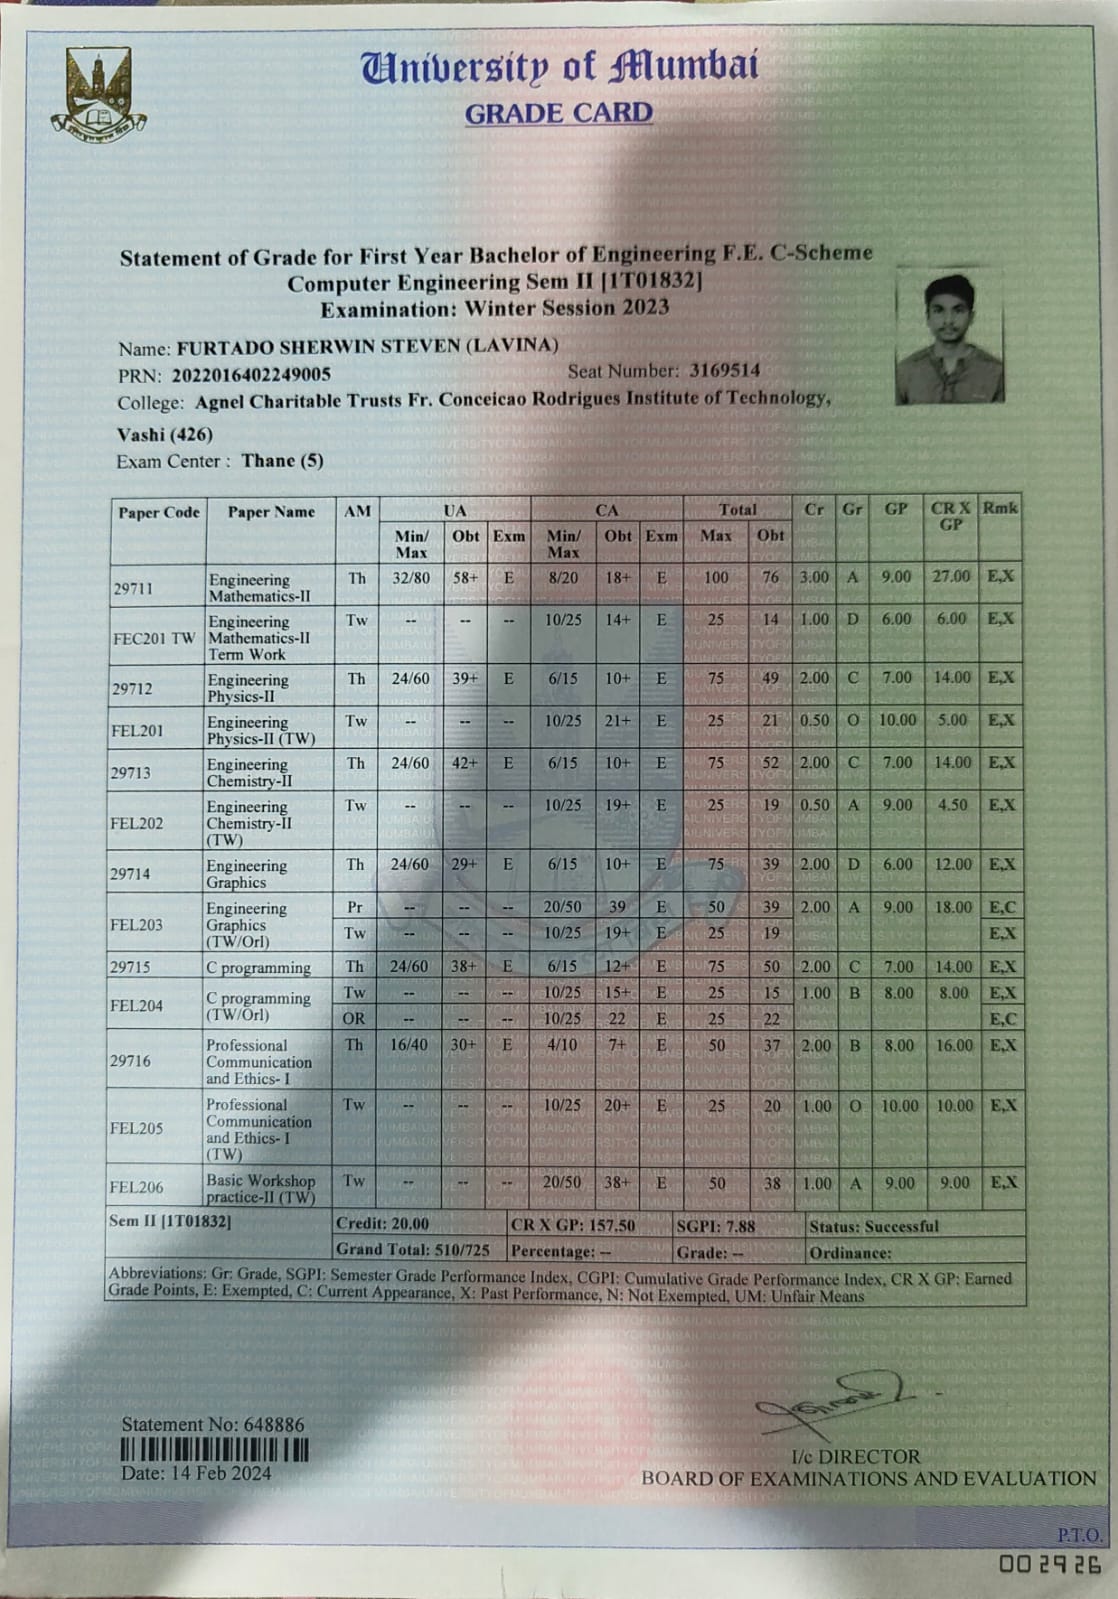 University of Mumbai
GRADE CARD
Statement of Grade for First Year Bachelor of Engineering F.E. C-Scheme
Computer Engineering Sem II [1T01832]
Examination: Winter Session 2023
Name: FURTADO SHERWIN STEVEN (LAVINA)
PRN: 2022016402249005 Seat Number: 3169514
College: Agnel Charitable Trusts Fr. Conceicao Rodrigues Institute of Technology,
Vashi (426)
Exam Center : Thane (5)
Paper Code Paper Name AM UA CA Total Cr Gr GP CR X GP Rmk
Min/Max Obt Exm Min/Max Obt Exm Max Obt
29711 Engineering Mathematics-II Th 32/80 58+ E 8/20 18+ E 100 76 3.00 A 9.00 27.00 E,X
FEC201 TW Engineering Mathematics-II Term Work Tw -- -- -- 10/25 14+ E 25 14 1.00 D 6.00 6.00 E,X
29712 Engineering Physics-II Th 24/60 39+ E 6/15 10+ E 75 49 2.00 C 7.00 14.00 E,X
FEL201 Engineering Physics-II (TW) Tw -- -- -- 10/25 21+ E 25 21 0.50 O 10.00 5.00 E,X
29713 Engineering Chemistry-II Th 24/60 42+ E 6/15 10+ E 75 52 2.00 C 7.00 14.00 E,X
FEL202 Engineering Chemistry-II (TW) Tw -- -- -- 10/25 19+ E 25 19 0.50 A 9.00 4.50 E,X
29714 Engineering Graphics Th 24/60 29+ E 6/15 10+ E 75 39 2.00 D 6.00 12.00 E,X
FEL203 Engineering Graphics (TW/Orl) Pr -- -- -- 20/50 39 E 50 39 2.00 A 9.00 18.00 E,C
Tw -- -- -- 10/25 19+ E 25 19 E,X
29715 C programming Th 24/60 38+ E 6/15 12+ E 75 50 2.00 C 7.00 14.00 E,X
FEL204 C programming (TW/Orl) Tw -- -- -- 10/25 15+ E 25 15 1.00 B 8.00 8.00 E,X
OR -- -- -- 10/25 22 E 25 22 E,C
29716 Professional Communication and Ethics- I Th 16/40 30+ E 4/10 7+ E 50 37 2.00 B 8.00 16.00 E,X
FEL205 Professional Communication and Ethics- I (TW) Tw -- -- -- 10/25 20+ E 25 20 1.00 O 10.00 10.00 E,X
FEL206 Basic Workshop practice-II (TW) Tw -- -- -- 20/50 38+ E 50 38 1.00 A 9.00 9.00 E,X
Sem II [1T01832] Credit: 20.00 CR X GP: 157.50 SGPI: 7.88 Status: Successful
Grand Total: 510/725 Percentage: -- Grade: -- Ordinance:
Abbreviations: Gr: Grade, SGPI: Semester Grade Performance Index, CGPI: Cumulative Grade Performance Index, CR X GP: Earned
Grade Points, E: Exempted, C: Current Appearance, X: Past Performance, N: Not Exempted, UM: Unfair Means
Statement No: 648886
Date: 14 Feb 2024
I/c DIRECTOR
BOARD OF EXAMINATIONS AND EVALUATION
P.T.O.
002926